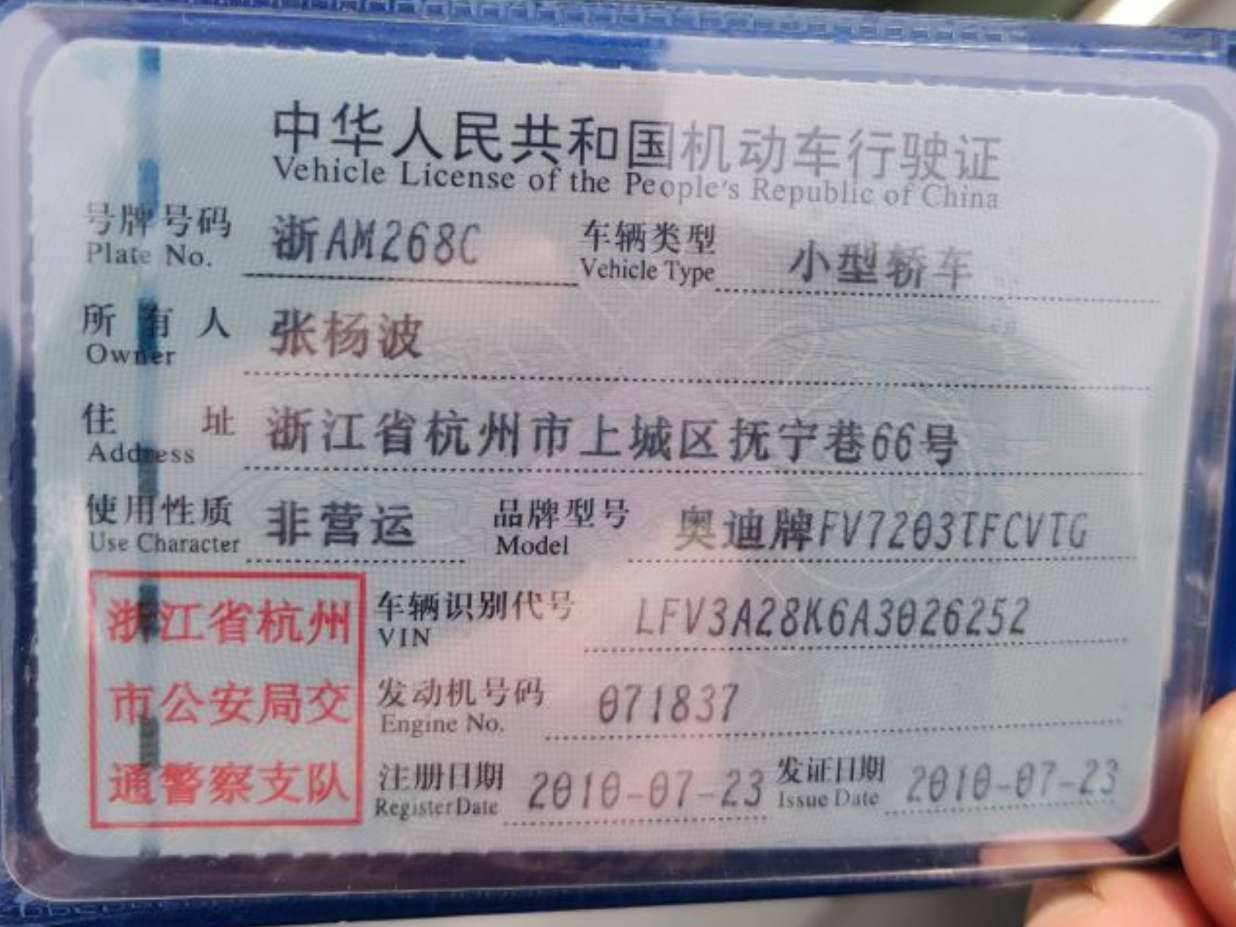 中华人民共和国机动车行驶证
Vehicle License of the People's Republic of China
号牌号码 浙AM268C 车辆类型 小型轿车
Plate No. Vehicle Type
所有人 张杨波
Owner
住址 浙江省杭州市上城区抚宁巷66号
Address
使用性质 非营运 品牌型号 奥迪牌FV7203TFCVTG
Use Character Model
浙江省杭州
市公安局交
通警察支队
车辆识别代号 LFV3A28K6A3026252
VIN
发动机号码 071837
Engine No.
注册日期 2010-07-23 发证日期 2010-07-23
Register Date Issue Date